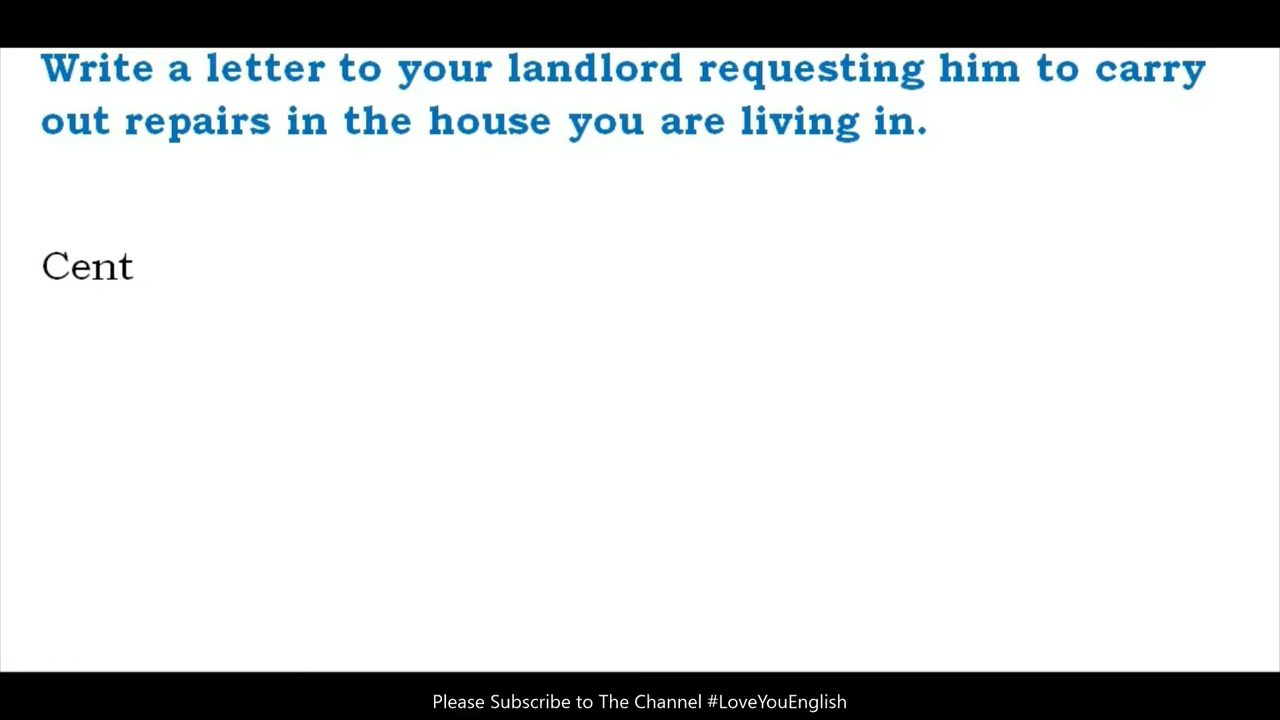 Write a letter to your landlord requesting him to carry
out repairs in the house you are living in.
Cent
Please Subscribe to The Channel #LoveYouEnglish